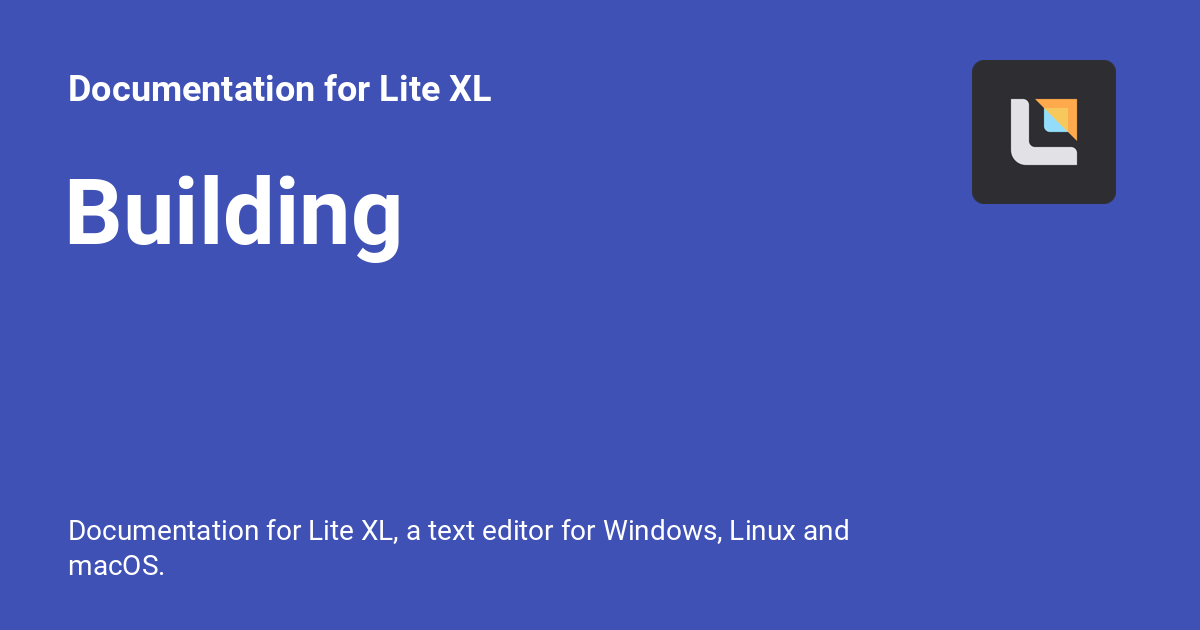 Documentation for Lite XL
Building
Documentation for Lite XL, a text editor for Windows, Linux and
macOS.